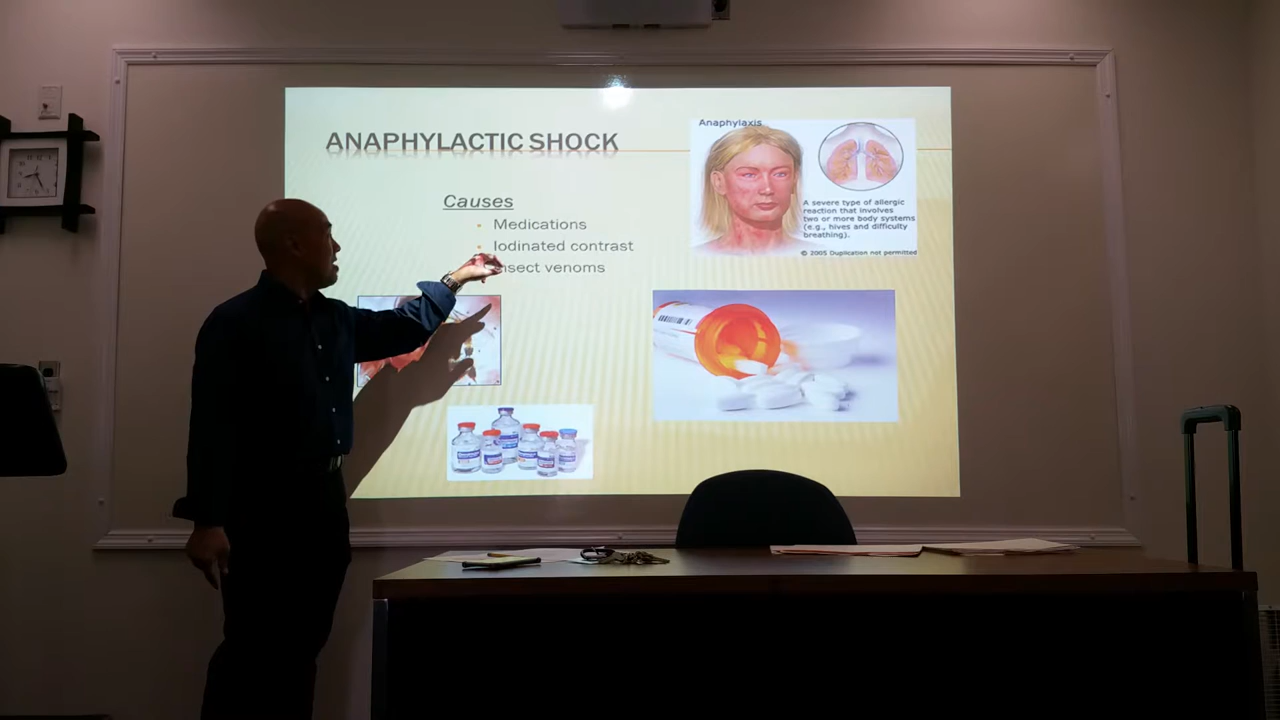 ANAPHYLACTIC SHOCK
Causes
Medications
Iodinated contrast
nsect venoms
Anaphylaxis
A severe type of allergic
reaction that involves
two or more body systems
(e.g., hives and difficulty
breathing).
© 2005 Duplication not permitted